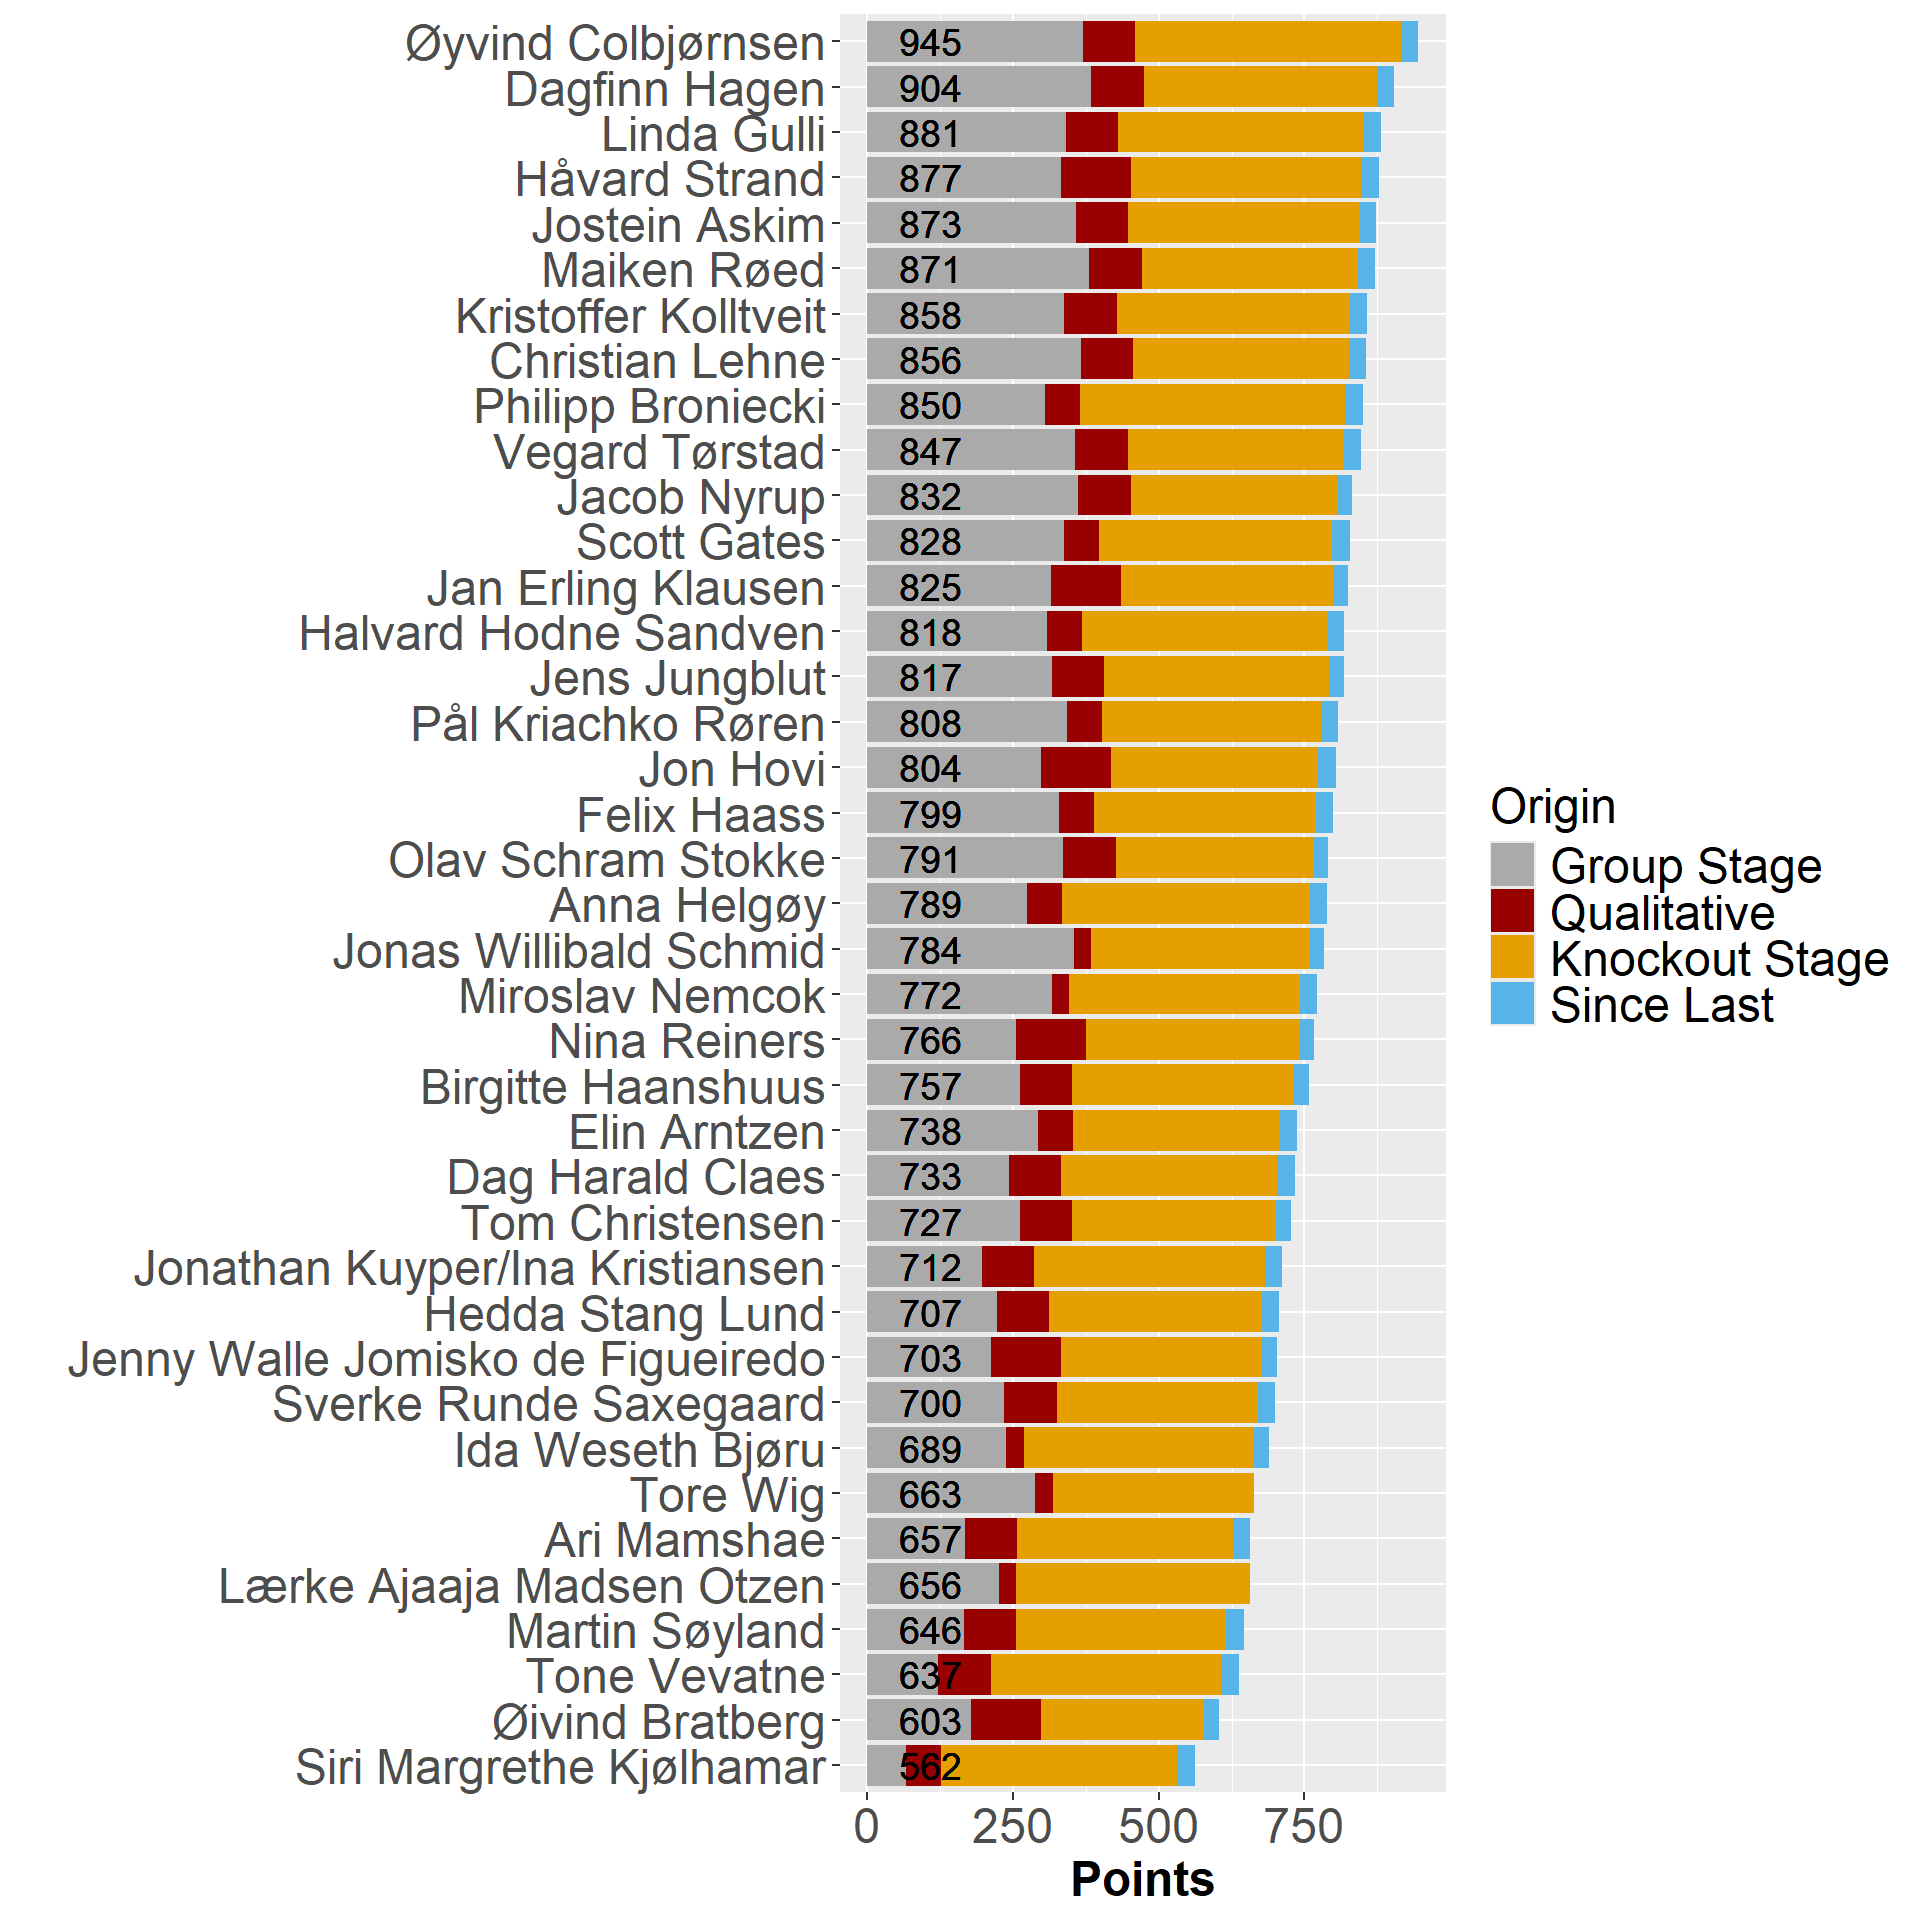 Øyvind Colbjørnsen 945
Dagfinn Hagen 904
Linda Gulli 881
Håvard Strand 877
Jostein Askim 873
Maiken Røed 871
Kristoffer Kolltveit 858
Christian Lehne 856
Philipp Broniecki 850
Vegard Tørstad 847
Jacob Nyrup 832
Scott Gates 828
Jan Erling Klausen 825
Halvard Hodne Sandven 818
Jens Jungblut 817
Pål Kriachko Røren 808
Jon Hovi 804
Felix Haass 799
Olav Schram Stokke 791
Anna Helgøy 789
Jonas Willibald Schmid 784
Miroslav Nemcok 772
Nina Reiners 766
Birgitte Haanshuus 757
Elin Arntzen 738
Dag Harald Claes 733
Tom Christensen 727
Jonathan Kuyper/Ina Kristiansen 712
Hedda Stang Lund 707
Jenny Walle Jomisko de Figueiredo 703
Sverke Runde Saxegaard 700
Ida Weseth Bjøru 689
Tore Wig 663
Ari Mamshae 657
Lærke Ajaaja Madsen Otzen 656
Martin Søyland 646
Tone Vevatne 637
Øivind Bratberg 603
Siri Margrethe Kjølhamar 562
0 250 500 750
Points
Origin
Group Stage
Qualitative
Knockout Stage
Since Last